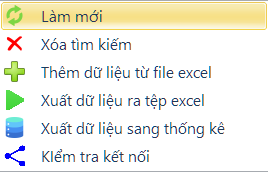 Làm mới
Xóa tìm kiếm
Thêm dữ liệu từ file excel
Xuất dữ liệu ra tệp excel
Xuất dữ liệu sang thống kê
Kiểm tra kết nối